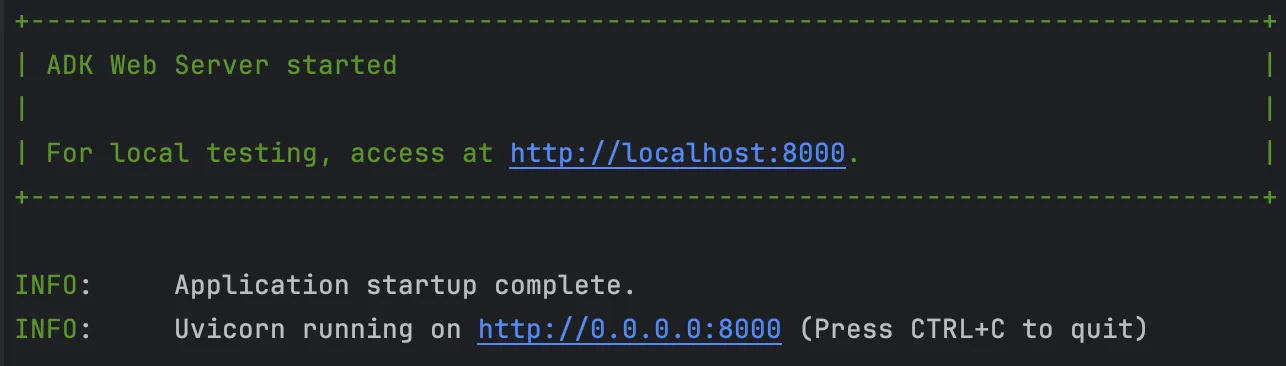 +-----------------------------------------------------------------------------+
| ADK Web Server started                                                      |
|                                                                             |
| For local testing, access at http://localhost:8000.                         |
+-----------------------------------------------------------------------------+
INFO:     Application startup complete.
INFO:     Uvicorn running on http://0.0.0.0:8000 (Press CTRL+C to quit)